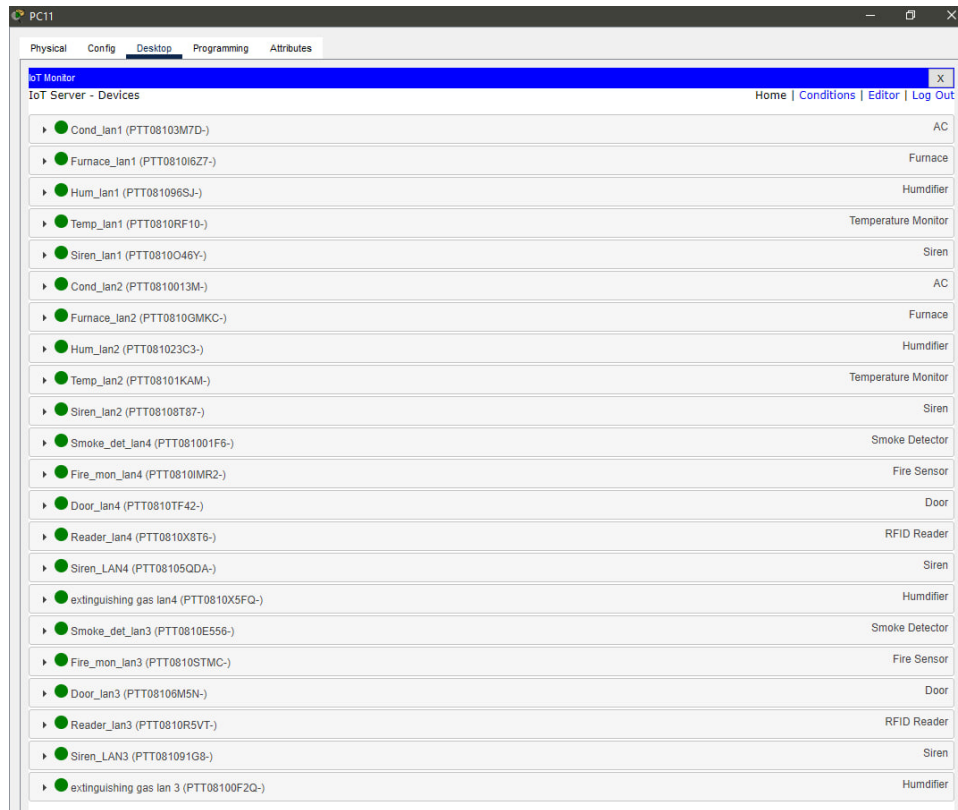 PC11
Physical Config Desktop Programming Attributes
IoT Monitor X
IoT Server - Devices Home | Conditions | Editor | Log Out
Cond_lan1 (PTT08103M7D-) AC
Furnace_lan1 (PTT0810I6Z7-) Furnace
Hum_lan1 (PTT081096SJ-) Humdifier
Temp_lan1 (PTT0810RF10-) Temperature Monitor
Siren_lan1 (PTT0810O46Y-) Siren
Cond_lan2 (PTT0810013M-) AC
Furnace_lan2 (PTT0810GMKC-) Furnace
Hum_lan2 (PTT081023C3-) Humdifier
Temp_lan2 (PTT08101KAM-) Temperature Monitor
Siren_lan2 (PTT08108T87-) Siren
Smoke_det_lan4 (PTT081001F6-) Smoke Detector
Fire_mon_lan4 (PTT0810IMR2-) Fire Sensor
Door_lan4 (PTT0810TF42-) Door
Reader_lan4 (PTT0810X8T6-) RFID Reader
Siren_LAN4 (PTT08105QDA-) Siren
extinguishing gas lan4 (PTT0810X5FQ-) Humdifier
Smoke_det_lan3 (PTT0810E556-) Smoke Detector
Fire_mon_lan3 (PTT0810STMC-) Fire Sensor
Door_lan3 (PTT08106M5N-) Door
Reader_lan3 (PTT0810R5VT-) RFID Reader
Siren_LAN3 (PTT081091G8-) Siren
extinguishing gas lan 3 (PTT08100F2Q-) Humdifier